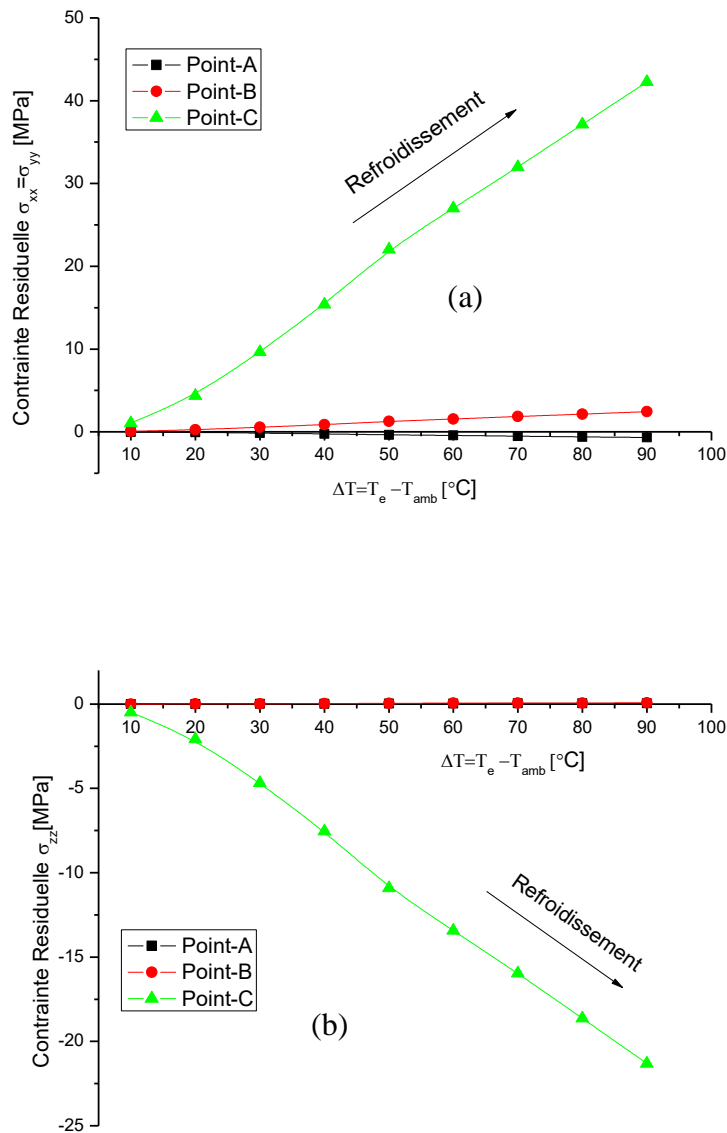 50
Point-A
Point-B
Point-C
Contrainte Residuelle σxx=σyy [MPa]
40
30
20
10
0
Refroidissement
(a)
10 20 30 40 50 60 70 80 90 100
ΔT=Te−Tamb [°C]
0
10 20 30 40 50 60 70 80 90 100
ΔT=Te−Tamb [°C]
Contrainte Residuelle σzz[MPa]
-5
-10
-15
-20
-25
Refroidissement
Point-A
Point-B
Point-C
(b)